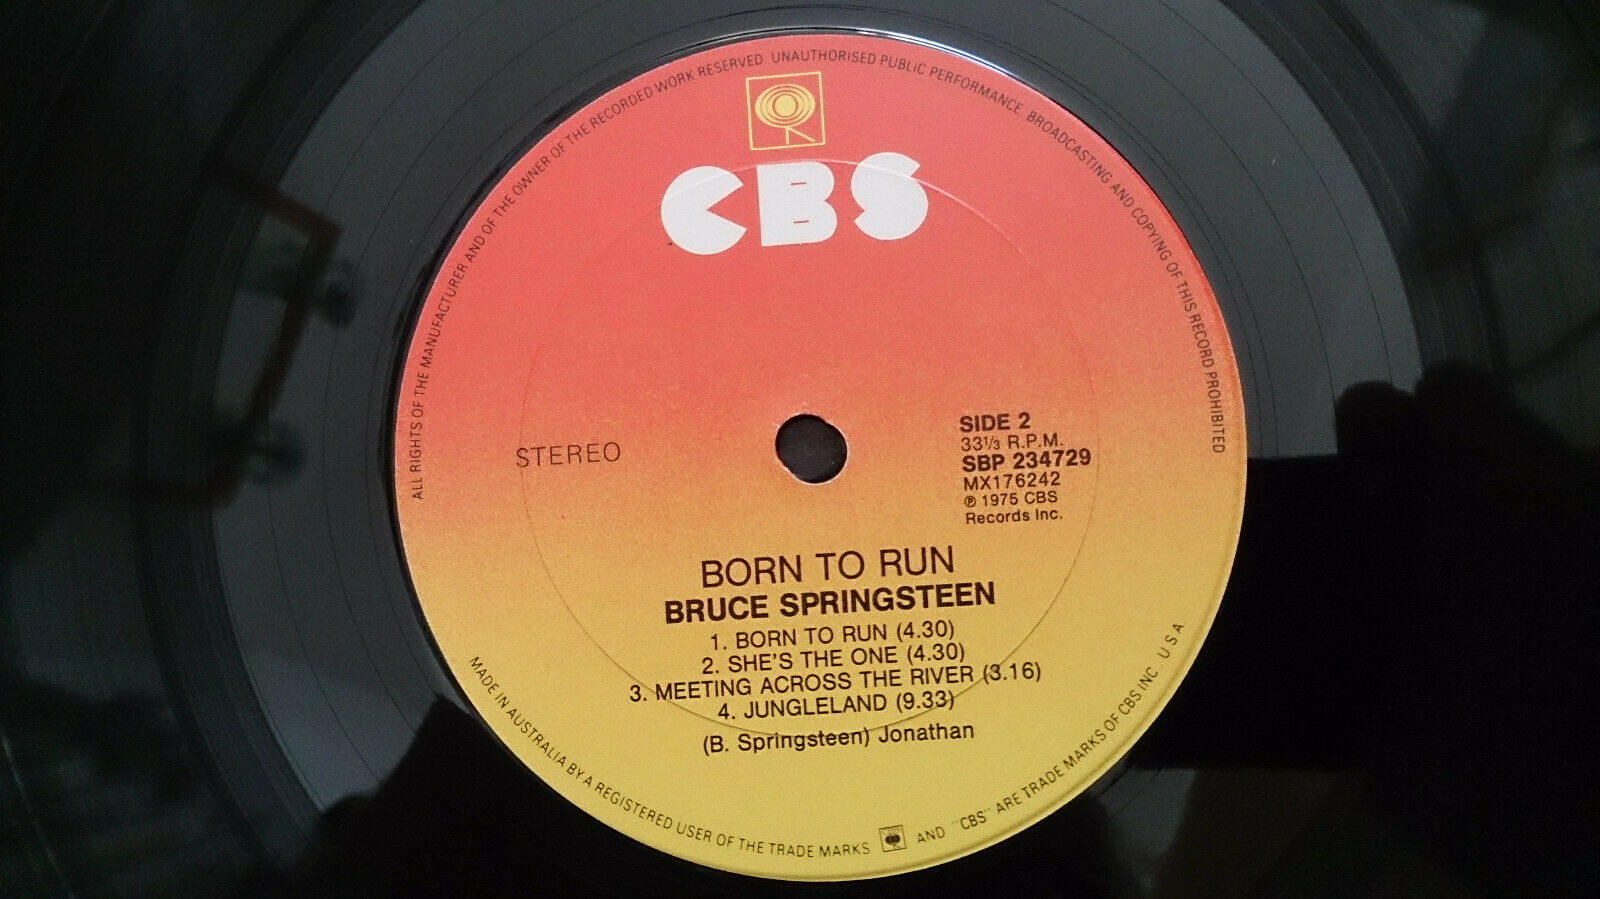 ALL RIGHTS OF THE MANUFACTURER AND OF THE OWNER OF THE RECORDED WORK RESERVED UNAUTHORISED PUBLIC PERFORMANCE BROADCASTING AND COPYING OF THIS RECORD PROHIBITED
CBS
STEREO
SIDE 2
33⅓ R.P.M.
SBP 234729
MX176242
℗ 1975 CBS
Records Inc.
BORN TO RUN
BRUCE SPRINGSTEEN
1. BORN TO RUN (4.30)
2. SHE'S THE ONE (4.30)
3. MEETING ACROSS THE RIVER (3.16)
4. JUNGLELAND (9.33)
(B. Springsteen) Jonathan
MADE IN AUSTRALIA BY A REGISTERED USER OF THE TRADE MARKS CBS AND "CBS" ARE TRADE MARKS OF CBS INC. U.S.A